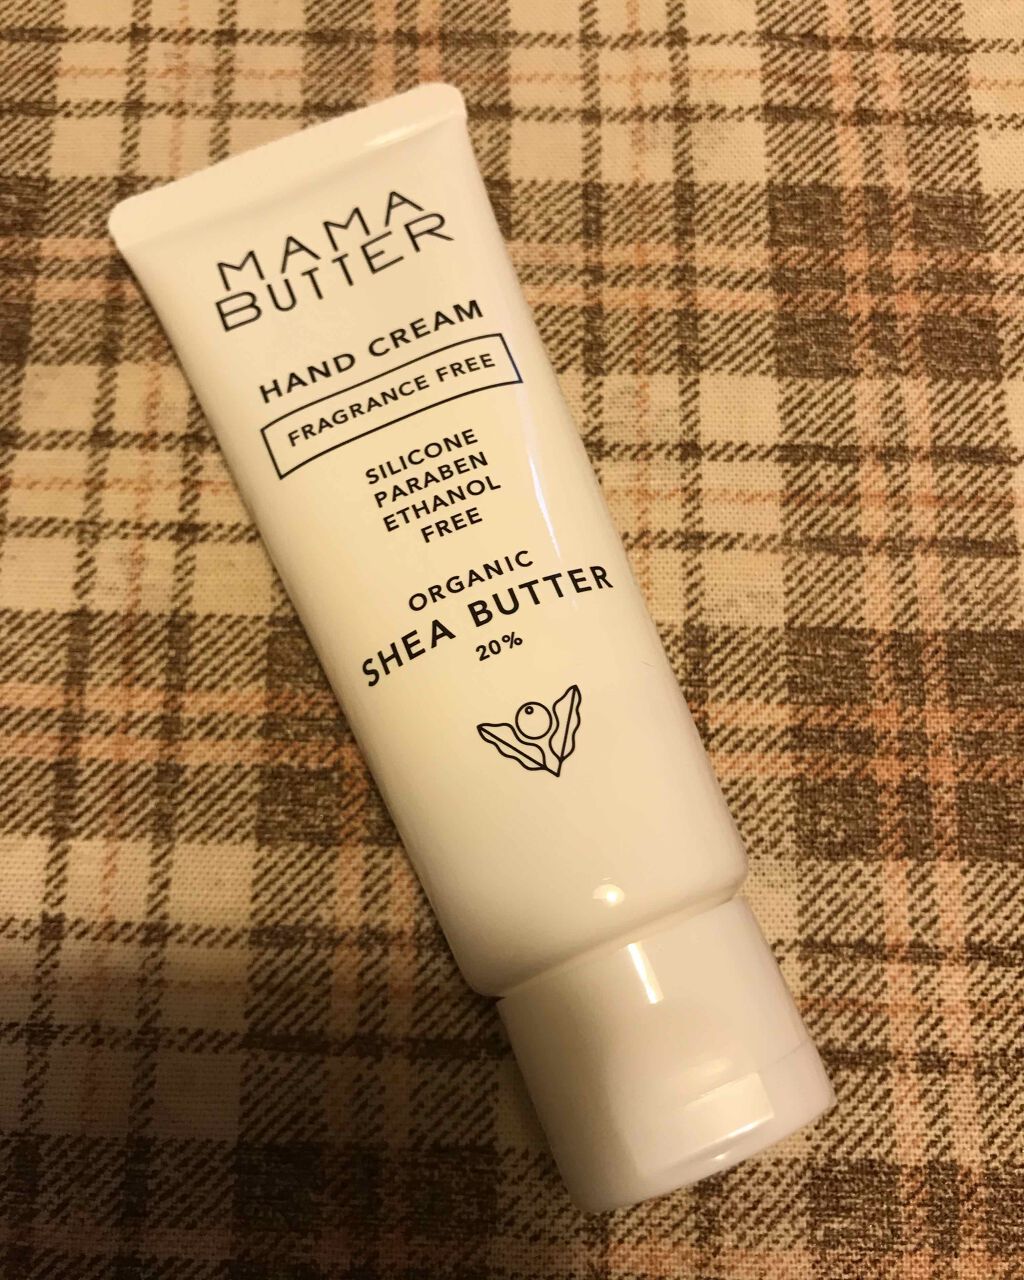 MAMA
BUTTER
HAND CREAM
FRAGRANCE FREE
SILICONE
PARABEN
ETHANOL
FREE
ORGANIC
SHEA BUTTER
20%